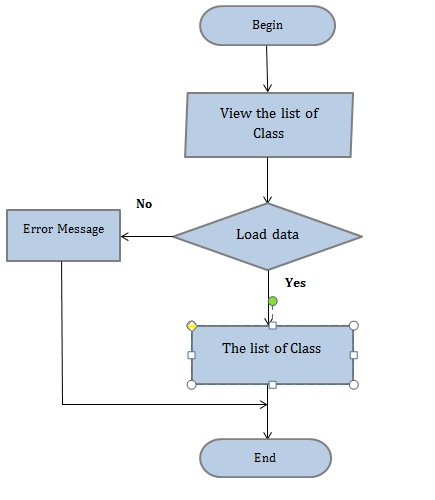 Begin
View the list of
Class
No
Error Message
Load data
Yes
The list of Class
End